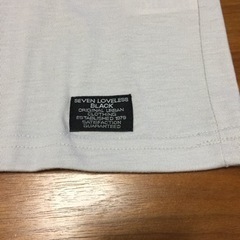 SEVEN LOVELESS
BLACK
ORIGINAL URBAN
CLOTHING
ESTABLISHED 1979
SATISFACTION
GUARANTEED